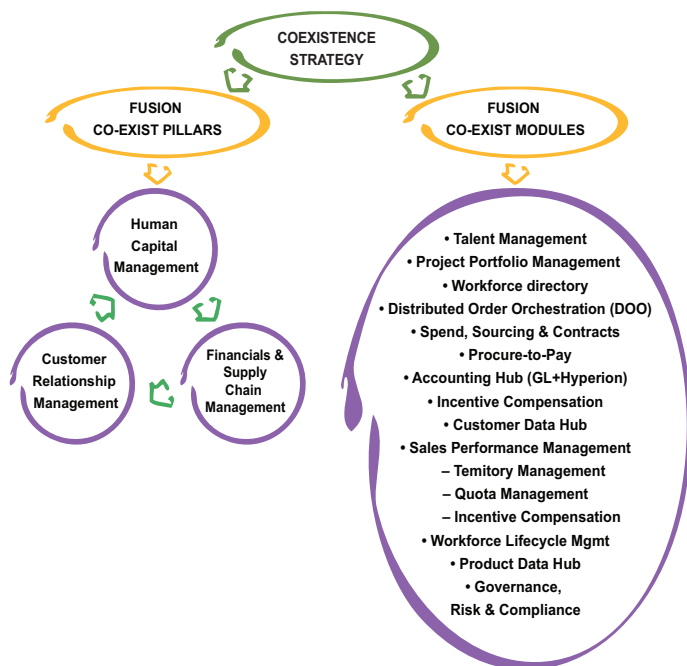 COEXISTENCE
STRATEGY
FUSION
CO-EXIST PILLARS
FUSION
CO-EXIST MODULES
Human
Capital
Management
Customer
Relationship
Management
Financials &
Supply
Chain
Management
• Talent Management
• Project Portfolio Management
• Workforce directory
• Distributed Order Orchestration (DOO)
• Spend, Sourcing & Contracts
• Procure-to-Pay
• Accounting Hub (GL+Hyperion)
• Incentive Compensation
• Customer Data Hub
• Sales Performance Management
– Temitory Management
– Quota Management
– Incentive Compensation
• Workforce Lifecycle Mgmt
• Product Data Hub
• Governance,
Risk & Compliance